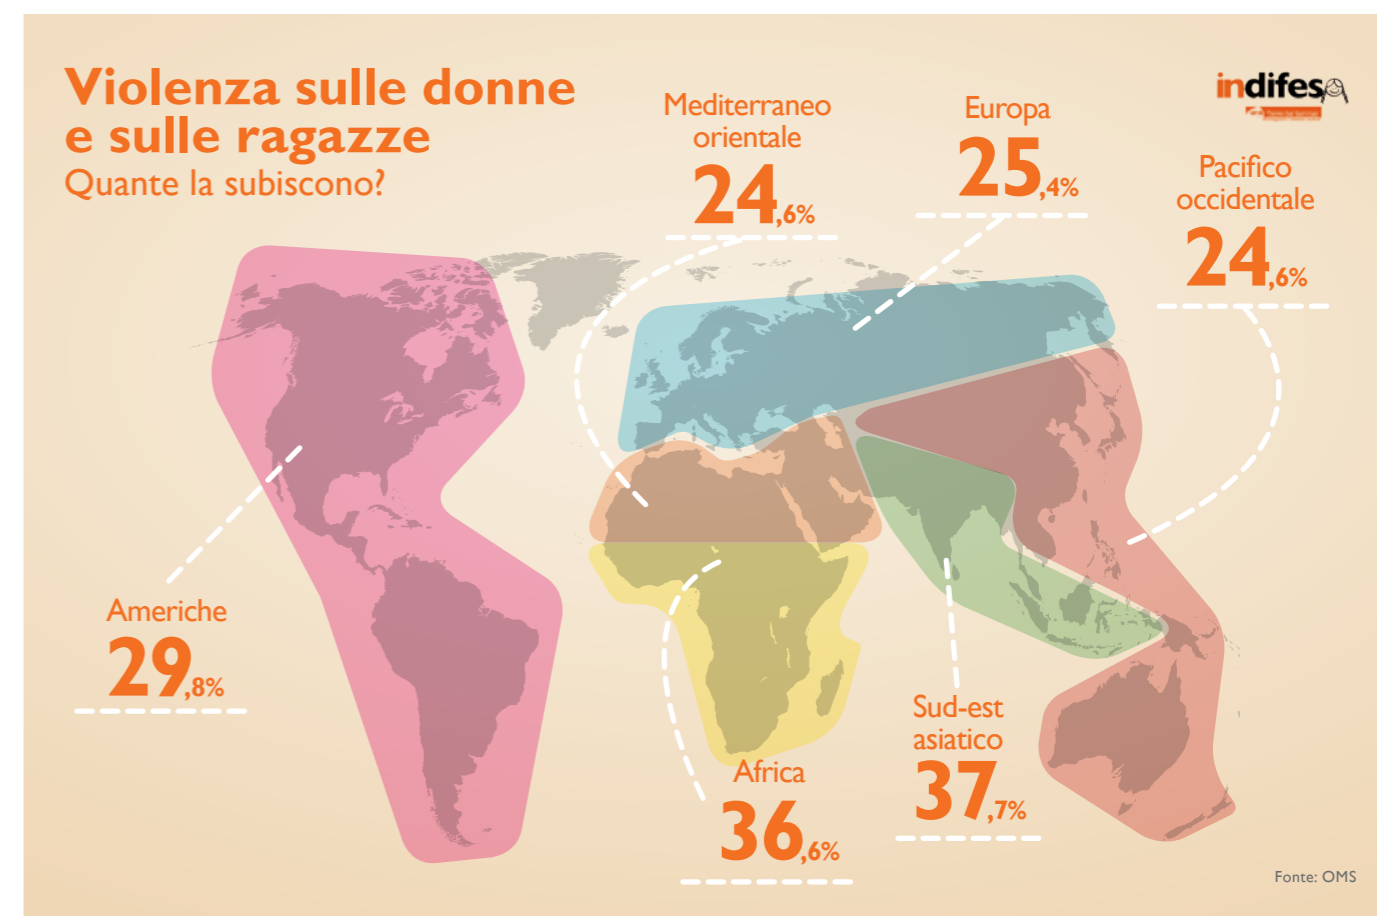 Violenza sulle donne
e sulle ragazze
Quante la subiscono?
Mediterraneo
orientale
24,6%
Europa
25,4%
indifesa
Pacifico
occidentale
24,6%
Americhe
29,8%
Africa
36,6%
Sud-est
asiatico
37,7%
Fonte: OMS